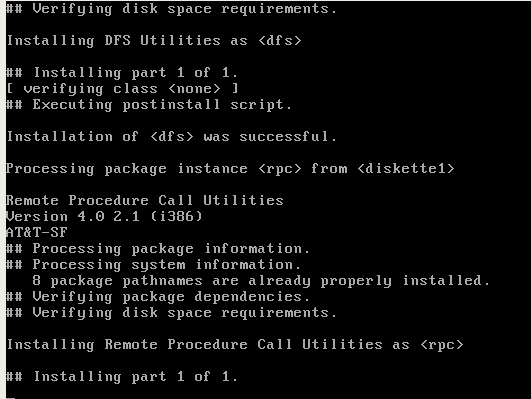 ## Verifying disk space requirements.
Installing DFS Utilities as <dfs>
## Installing part 1 of 1.
[ verifying class <none> ]
## Executing postinstall script.
Installation of <dfs> was successful.
Processing package instance <rpc> from <diskette1>
Remote Procedure Call Utilities
Version 4.0 2.1 (i386)
AT&T-SF
## Processing package information.
## Processing system information.
   8 package pathnames are already properly installed.
## Verifying package dependencies.
## Verifying disk space requirements.
Installing Remote Procedure Call Utilities as <rpc>
## Installing part 1 of 1.